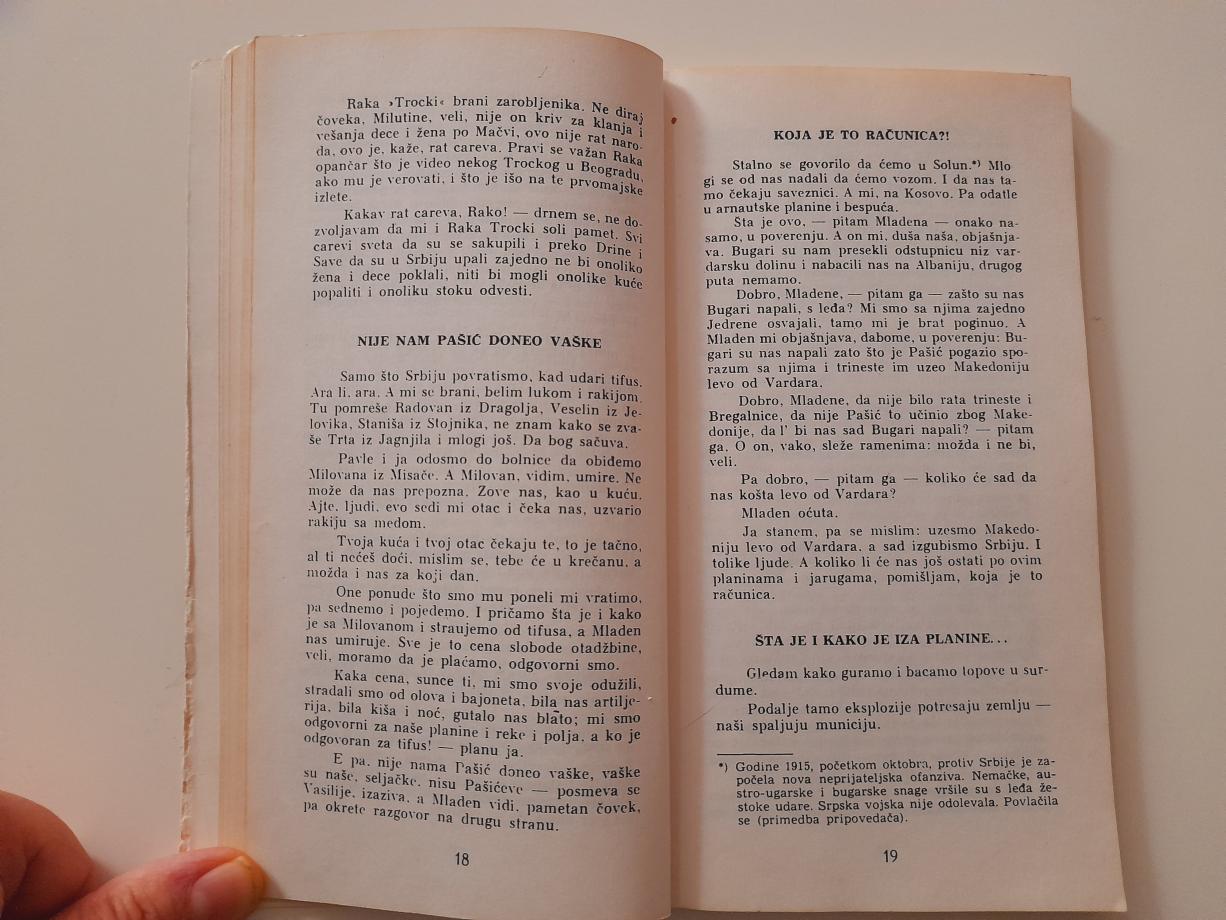 Raka ›Trocki‹ brani zarobljenika. Ne diraj
čoveka, Milutine, veli, nije on kriv za klanja i
vešanja dece i žena po Mačvi, ovo nije rat naro-
da, ovo je, kaže, rat careva. Pravi se važan Raka
opančar što je video nekog Trockog u Beogradu,
ako mu je verovati, i što je išo na te prvomajske
izlete.
Kakav rat careva, Rako! — drnem se, ne do-
zvoljavam da mi i Raka Trocki soli pamet. Svi
carevi sveta da su se sakupili i preko Drine i
Save da su u Srbiju upali zajedno ne bi onoliko
žena i dece poklali, niti bi mogli onolike kuće
popaliti i onoliku stoku odvesti.
NIJE NAM PAŠIĆ DONEO VAŠKE
Samo što Srbiju povratismo, kad udari tifus.
Ara li, ara. A mi se brani, belim lukom i rakijom.
Tu pomreše Radovan iz Dragolja, Veselin iz Je-
lovika, Staniša iz Stojnika, ne znam kako se zva-
še Trta iz Jagnjila i mlogi još. Da bog sačuva.
Pavle i ja odosmo do bolnice da obiđemo
Milovana iz Misače. A Milovan, vidim, umire. Ne
može da nas prepozna. Zove nas, kao u kuću.
Ajte, ljudi, evo sedi mi otac i čeka nas, uzvario
rakiju sa medom.
Tvoja kuća i tvoj otac čekaju te, to je tačno,
al ti nećeš doći, mislim se, tebe će u krečanu, a
možda i nas za koji dan.
One ponude što smo mu poneli mi vratimo,
pa sednemo i pojedemo. I pričamo šta je i kako
je sa Milovanom i straujemo od tifusa, a Mladen
nas umiruje. Sve je to cena slobode otadžbine,
veli, moramo da je plaćamo, odgovorni smo.
Kaka cena, sunce ti, mi smo svoje odužili,
stradali smo od olova i bajoneta, bila nas artilje-
rija, bila kiša i noć, gutalo nas blato; mi smo
odgovorni za naše planine i reke i polja, a ko je
odgovoran za tifus! — planu ja.
E pa, nije nama Pašić doneo vaške, vaške
su naše, seljačke, nisu Pašićeve — posmeva se
Vasilije, izaziva, a Mladen vidi, pametan čovek,
pa okrete razgovor na drugu stranu.
18
KOJA JE TO RAČUNICA?!
Stalno se govorilo da ćemo u Solun.*) Mlo
gi se od nas nadali da ćemo vozom. I da nas ta-
mo čekaju saveznici. A mi, na Kosovo. Pa odatle
u arnautske planine i bespuća.
Šta je ovo, — pitam Mladena — onako na-
samo, u poverenju. A on mi, duša naša, objašnja-
va. Bugari su nam presekli odstupnicu niz var-
darsku dolinu i nabacili nas na Albaniju, drugog
puta nemamo.
Dobro, Mladene, — pitam ga — zašto su nas
Bugari napali, s leđa? Mi smo sa njima zajedno
Jedrene osvajali, tamo mi je brat poginuo. A
Mladen mi objašnjava, dabome, u poverenju: Bu-
gari su nas napali zato što je Pašić pogazio spo-
razum sa njima i trineste im uzeo Makedoniju
levo od Vardara.
Dobro, Mladene, da nije bilo rata trineste i
Bregalnice, da nije Pašić to učinio zbog Make-
donije, da l' bi nas sad Bugari napali? — pitam
ga. O on, vako, sleže ramenima: možda i ne bi,
veli.
Pa dobro, — pitam ga — koliko će sad da
nas košta levo od Vardara?
Mladen oćuta.
Ja stanem, pa se mislim: uzesmo Makedo-
niju levo od Vardara, a sad izgubismo Srbiju. I
tolike ljude. A koliko li će nas još ostati po ovim
planinama i jarugama, pomišljam, koja je to
računica.
ŠTA JE I KAKO JE IZA PLANINE...
Gledam kako guramo i bacamo topove u sur-
dume.
Podalje tamo eksplozije potresaju zemlju —
naši spaljuju municiju.
*) Godine 1915, početkom oktobra, protiv Srbije je za-
počela nova neprijateljska ofanziva. Nemačke, au-
stro-ugarske i bugarske snage vršile su s leđa že-
stoke udare. Srpska vojska nije odolevala. Povlačila
se (primedba pripovedača).
19